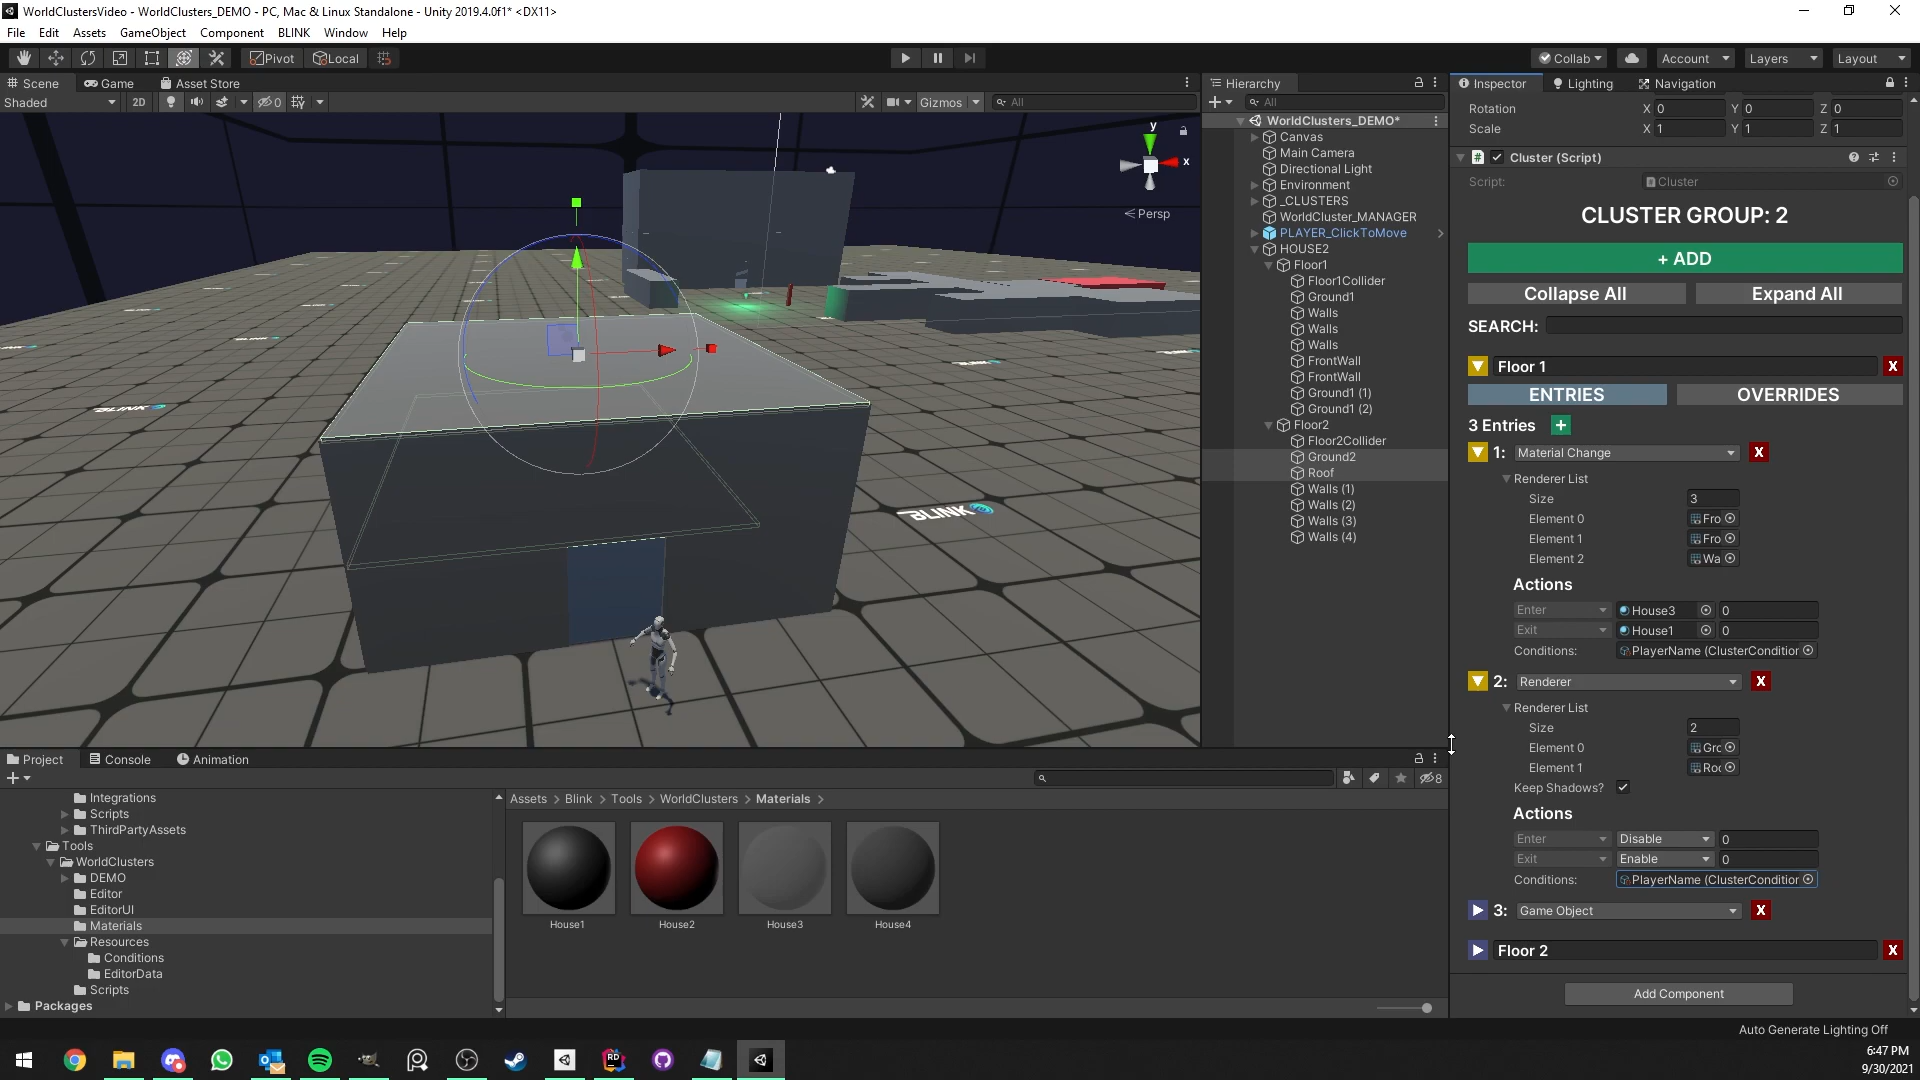 WorldClustersVideo - WorldClusters_DEMO - PC, Mac & Linux Standalone - Unity 2019.4.0f1* <DX11>
File Edit Assets GameObject Component BLINK Window Help
Pivot Local Collab Account Layers Layout
Scene Game Asset Store
Shaded 2D 0 Gizmos All
y
x
Persp
BLINK
BLINK
Hierarchy
All
WorldClusters_DEMO*
Canvas
Main Camera
Directional Light
Environment
_CLUSTERS
WorldCluster_MANAGER
PLAYER_ClickToMove
HOUSE2
Floor1
Floor1Collider
Ground1
Walls
Walls
Walls
FrontWall
FrontWall
Ground1 (1)
Ground1 (2)
Floor2
Floor2Collider
Ground2
Roof
Walls (1)
Walls (2)
Walls (3)
Walls (4)
Inspector Lighting Navigation
Rotation X 0 Y 0 Z 0
Scale X 1 Y 1 Z 1
# Cluster (Script)
Script: Cluster
CLUSTER GROUP: 2
+ ADD
Collapse All Expand All
SEARCH:
Floor 1 X
ENTRIES OVERRIDES
3 Entries +
1: Material Change X
Renderer List
Size 3
Element 0 Fro
Element 1 Fro
Element 2 Wa
Actions
Enter House3 0
Exit House1 0
Conditions: PlayerName (ClusterCondition
2: Renderer X
Renderer List
Size 2
Element 0 Grc
Element 1 Roc
Keep Shadows?
Actions
Enter Disable 0
Exit Enable 0
Conditions: PlayerName (ClusterCondition
3: Game Object X
Floor 2 X
Add Component
Project Console Animation
8
Integrations
Scripts
ThirdPartyAssets
Tools
WorldClusters
DEMO
Editor
EditorUI
Materials
Resources
Conditions
EditorData
Scripts
Packages
Assets > Blink > Tools > WorldClusters > Materials >
House1 House2 House3 House4
Auto Generate Lighting Off
6:47 PM
9/30/2021